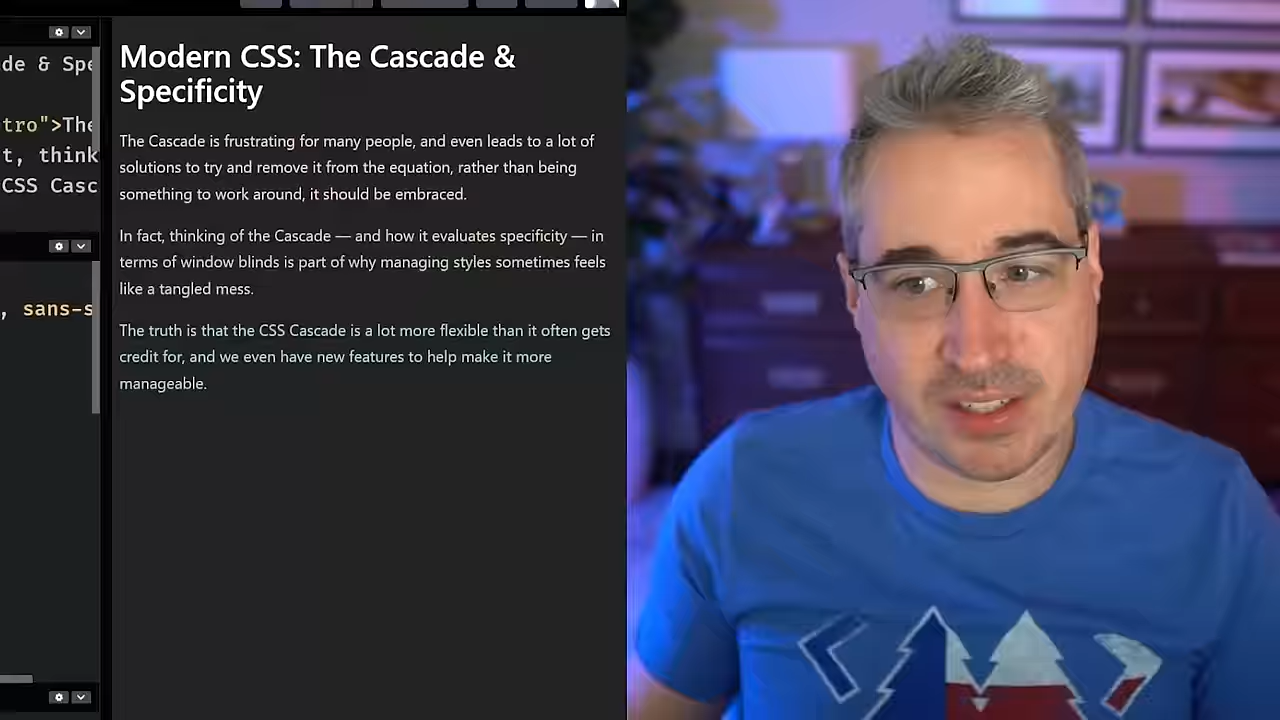 de & Spe
tro">The
t, think
CSS Casc
, sans-s
Modern CSS: The Cascade &
Specificity
The Cascade is frustrating for many people, and even leads to a lot of
solutions to try and remove it from the equation, rather than being
something to work around, it should be embraced.
In fact, thinking of the Cascade — and how it evaluates specificity — in
terms of window blinds is part of why managing styles sometimes feels
like a tangled mess.
The truth is that the CSS Cascade is a lot more flexible than it often gets
credit for, and we even have new features to help make it more
manageable.